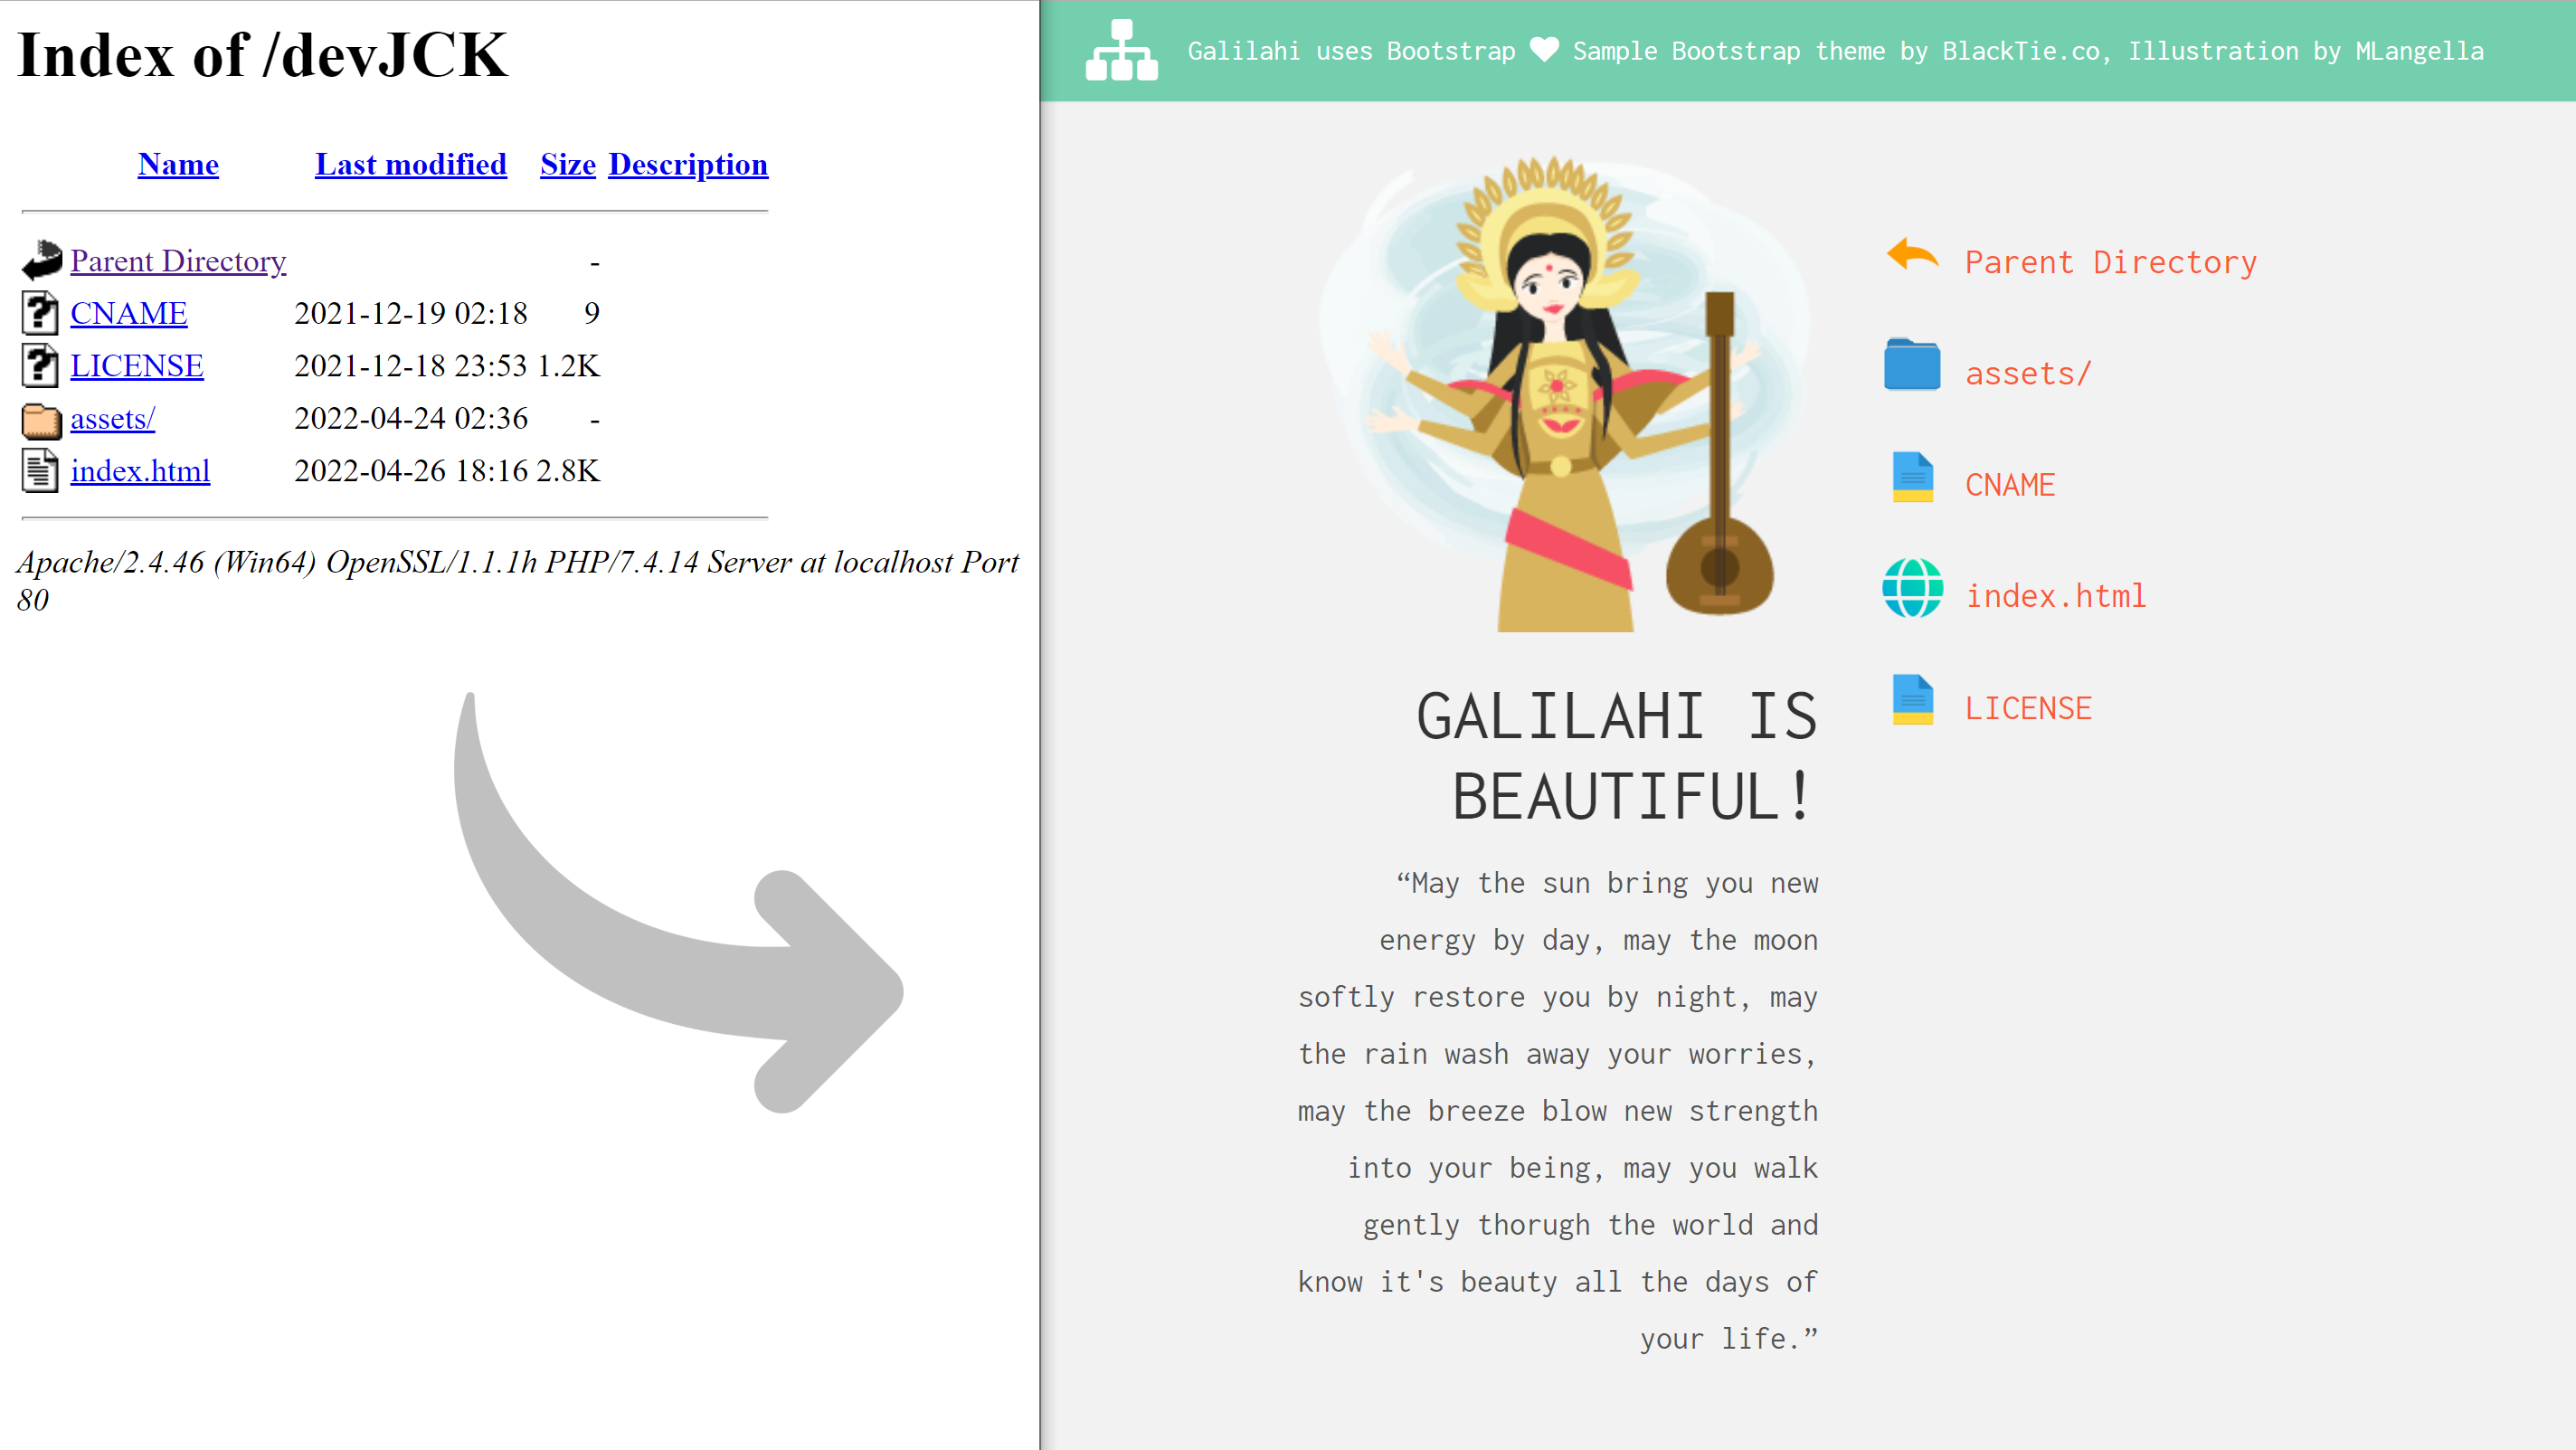 Index of /devJCK
Name Last modified Size Description
Parent Directory -
CNAME 2021-12-19 02:18 9
LICENSE 2021-12-18 23:53 1.2K
assets/ 2022-04-24 02:36 -
index.html 2022-04-26 18:16 2.8K
Apache/2.4.46 (Win64) OpenSSL/1.1.1h PHP/7.4.14 Server at localhost Port
80
Galilahi uses Bootstrap ♥ Sample Bootstrap theme by BlackTie.co, Illustration by MLangella
GALILAHI IS
BEAUTIFUL!
“May the sun bring you new
energy by day, may the moon
softly restore you by night, may
the rain wash away your worries,
may the breeze blow new strength
into your being, may you walk
gently thorugh the world and
know it's beauty all the days of
your life.”
Parent Directory
assets/
CNAME
index.html
LICENSE